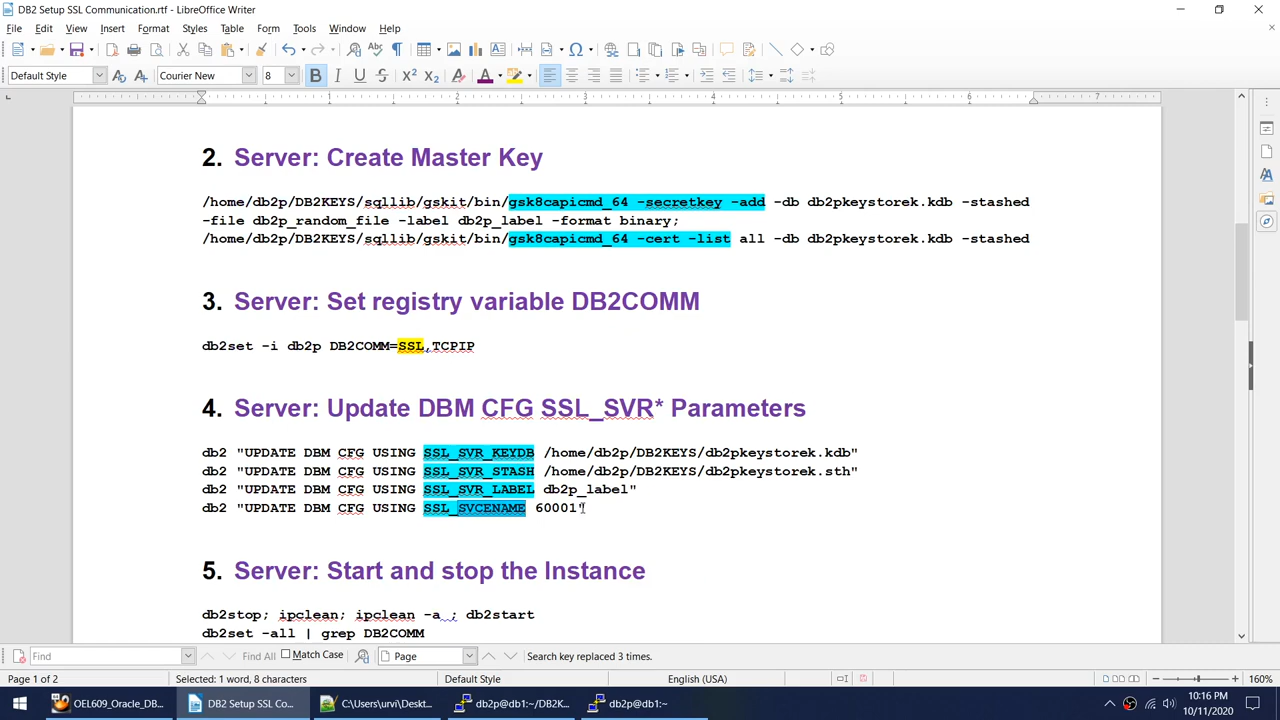 DB2 Setup SSL Communication.rtf - LibreOffice Writer
File Edit View Insert Format Styles Table Form Tools Window Help
Default Style Courier New 8
1 2 3 4 5 6 7
2. Server: Create Master Key
/home/db2p/DB2KEYS/sqllib/gskit/bin/gsk8capicmd_64 -secretkey -add -db db2pkeystorek.kdb -stashed
-file db2p_random_file -label db2p_label -format binary;
/home/db2p/DB2KEYS/sqllib/gskit/bin/gsk8capicmd_64 -cert -list all -db db2pkeystorek.kdb -stashed
3. Server: Set registry variable DB2COMM
db2set -i db2p DB2COMM=SSL,TCPIP
4. Server: Update DBM CFG SSL_SVR* Parameters
db2 "UPDATE DBM CFG USING SSL_SVR_KEYDB /home/db2p/DB2KEYS/db2pkeystorek.kdb"
db2 "UPDATE DBM CFG USING SSL_SVR_STASH /home/db2p/DB2KEYS/db2pkeystorek.sth"
db2 "UPDATE DBM CFG USING SSL_SVR_LABEL db2p_label"
db2 "UPDATE DBM CFG USING SSL_SVCENAME 60001"
5. Server: Start and stop the Instance
db2stop; ipclean; ipclean -a ; db2start
db2set -all | grep DB2COMM
Find Find All Match Case Page Search key replaced 3 times.
Page 1 of 2 Selected: 1 word, 8 characters Default Style English (USA) 160%
OEL609_Oracle_DB... DB2 Setup SSL Co... C:\Users\urvi\Deskt... db2p@db1:~/DB2K... db2p@db1:~
10:16 PM
10/11/2020